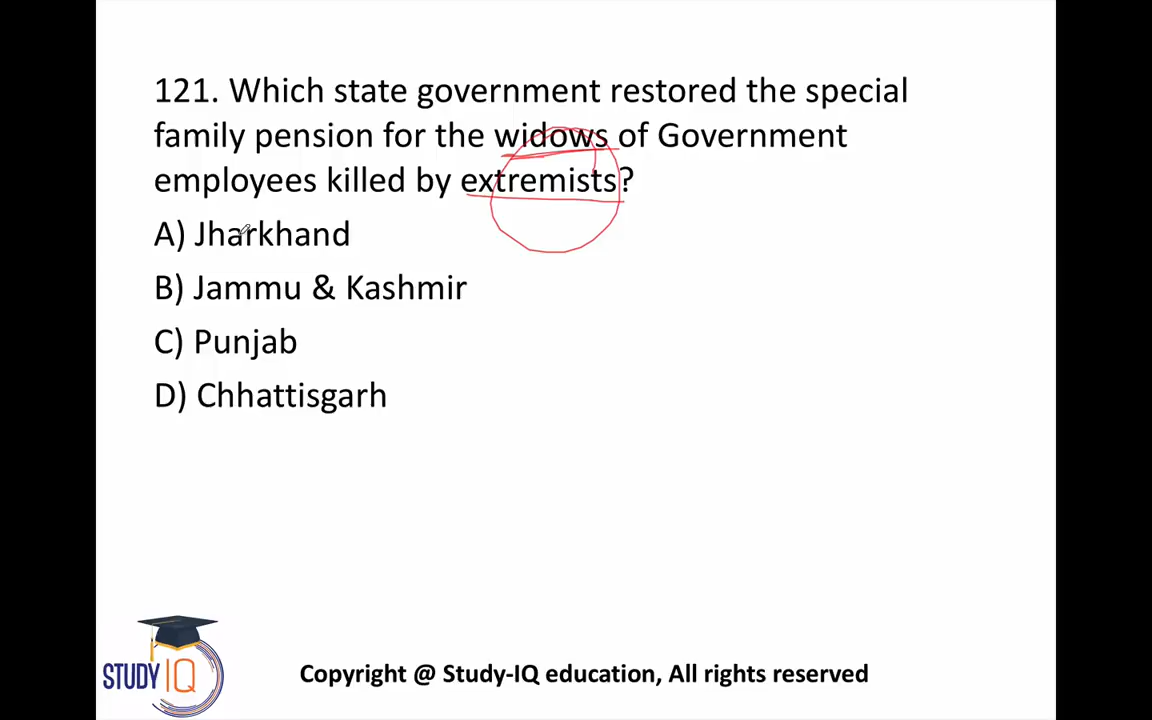 121. Which state government restored the special
family pension for the widows of Government
employees killed by extremists?
A) Jharkhand
B) Jammu & Kashmir
C) Punjab
D) Chhattisgarh
STUDY IQ
Copyright @ Study-IQ education, All rights reserved